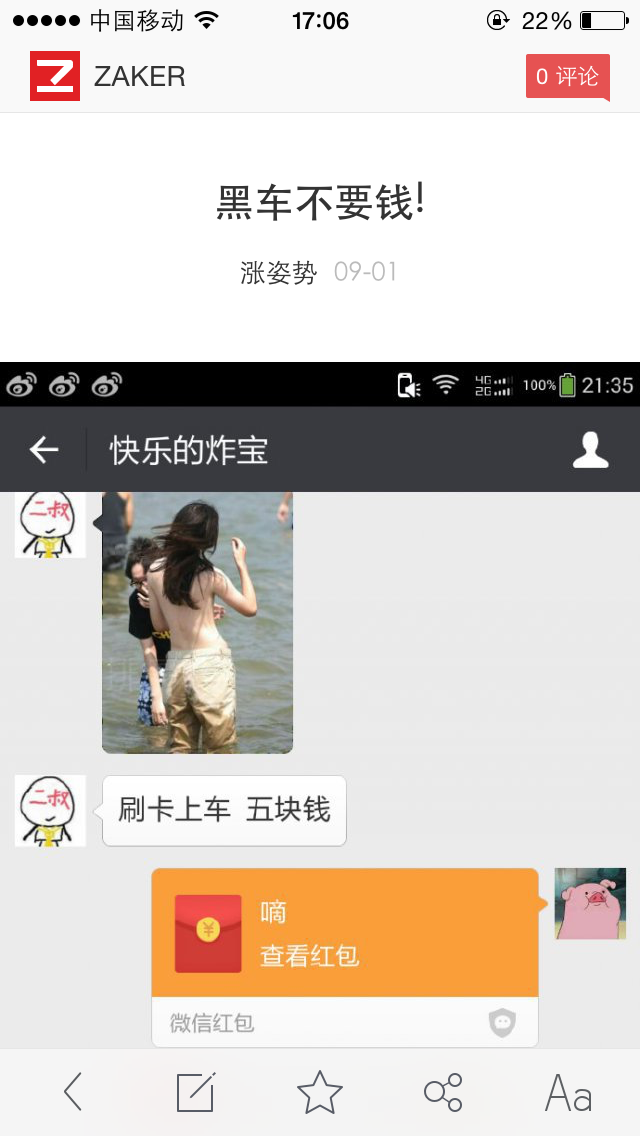 中国移动 17:06 22%
ZAKER 0 评论
黑车不要钱!
涨姿势 09-01
4G 2G 100% 21:35
快乐的炸宝
二叔
二叔
刷卡上车 五块钱
嘀
¥
查看红包
微信红包
Aa